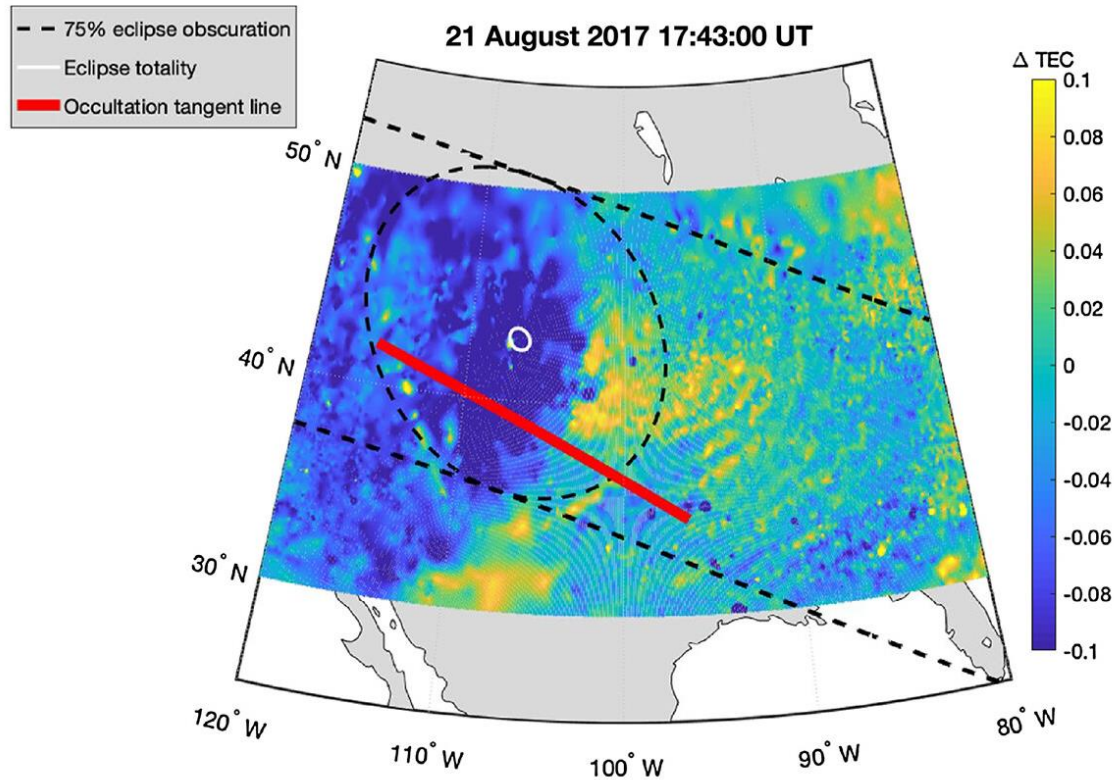 75% eclipse obscuration
Eclipse totality
Occultation tangent line
21 August 2017 17:43:00 UT
Δ TEC
0.1
0.08
0.06
0.04
0.02
0
-0.02
-0.04
-0.06
-0.08
-0.1
50° N
40° N
30° N
120° W
110° W
100° W
90° W
80° W